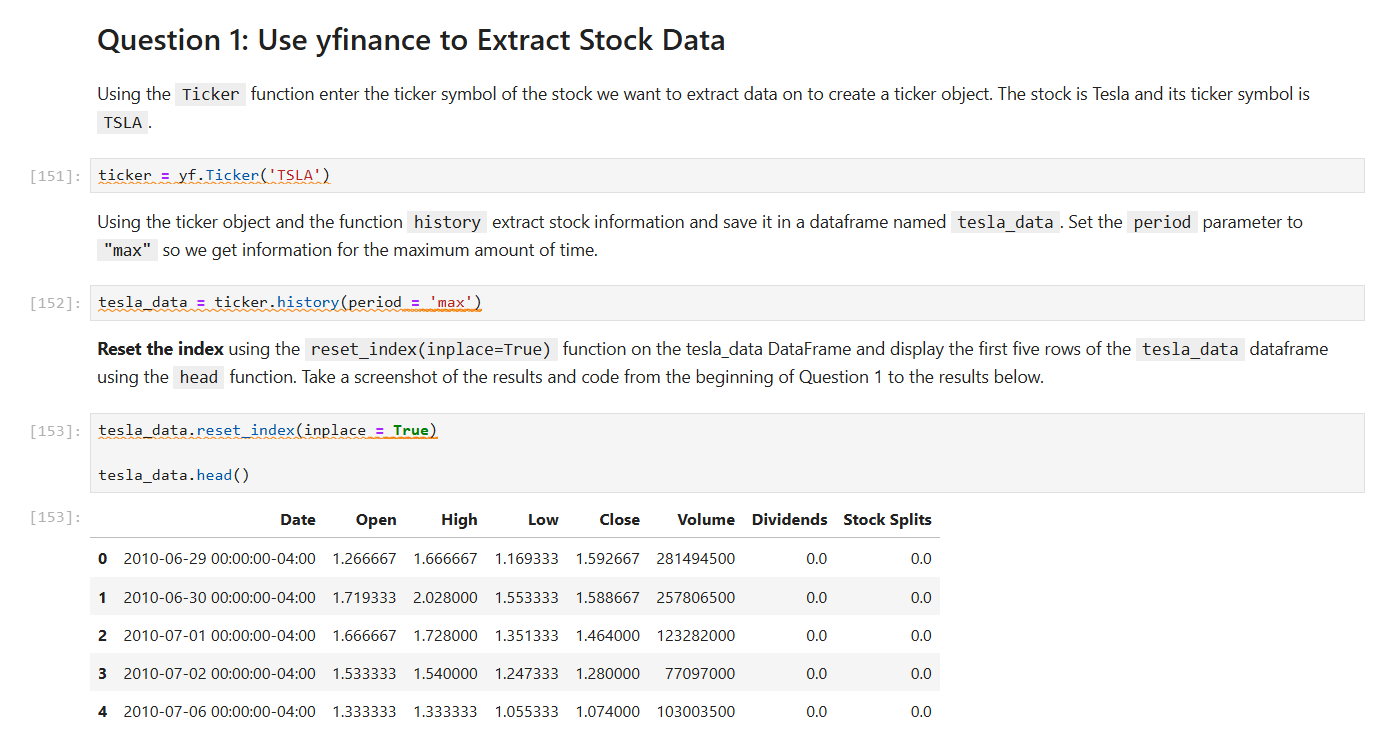 Question 1: Use yfinance to Extract Stock Data
Using the Ticker function enter the ticker symbol of the stock we want to extract data on to create a ticker object. The stock is Tesla and its ticker symbol is
TSLA .
[151]: ticker = yf.Ticker('TSLA')
Using the ticker object and the function history extract stock information and save it in a dataframe named tesla_data . Set the period parameter to
"max" so we get information for the maximum amount of time.
[152]: tesla_data = ticker.history(period = 'max')
Reset the index using the reset_index(inplace=True) function on the tesla_data DataFrame and display the first five rows of the tesla_data dataframe
using the head function. Take a screenshot of the results and code from the beginning of Question 1 to the results below.
[153]: tesla_data.reset_index(inplace = True)
tesla_data.head()
[153]: Date Open High Low Close Volume Dividends Stock Splits
0 2010-06-29 00:00:00-04:00 1.266667 1.666667 1.169333 1.592667 281494500 0.0 0.0
1 2010-06-30 00:00:00-04:00 1.719333 2.028000 1.553333 1.588667 257806500 0.0 0.0
2 2010-07-01 00:00:00-04:00 1.666667 1.728000 1.351333 1.464000 123282000 0.0 0.0
3 2010-07-02 00:00:00-04:00 1.533333 1.540000 1.247333 1.280000 77097000 0.0 0.0
4 2010-07-06 00:00:00-04:00 1.333333 1.333333 1.055333 1.074000 103003500 0.0 0.0